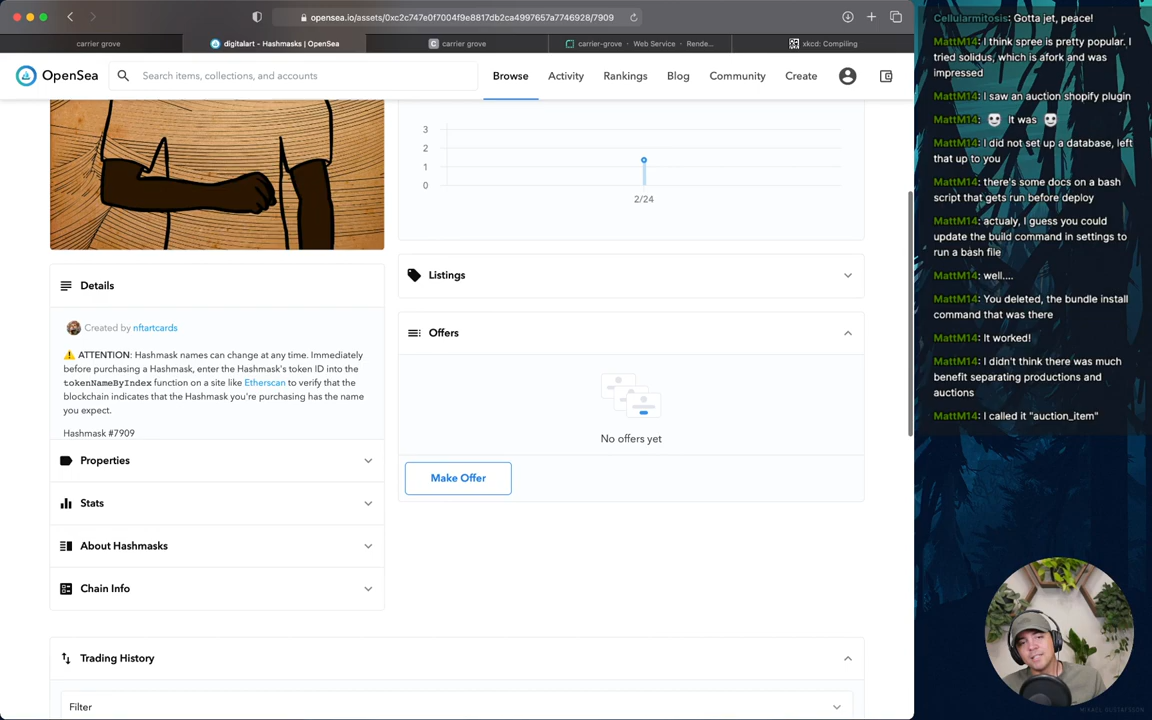 opensea.io/assets/0xc2c747e0f7004f9e8817db2ca4997657a7746928/7909
carrier grove
digitalart - Hashmasks | OpenSea
C carrier grove
carrier-grove · Web Service · Rende...
xkcd: Compiling
OpenSea
Search items, collections, and accounts
Browse
Activity
Rankings
Blog
Community
Create
3
2
1
0
2/24
Listings
Offers
No offers yet
Make Offer
Details
Created by nftartcards
⚠️ ATTENTION: Hashmask names can change at any time. Immediately
before purchasing a Hashmask, enter the Hashmask's token ID into the
tokenNameByIndex function on a site like Etherscan to verify that the
blockchain indicates that the Hashmask you're purchasing has the name
you expect.
Hashmask #7909
Properties
Stats
About Hashmasks
Chain Info
Trading History
Filter
Cellularmitosis: Gotta jet, peace!
MattM14: I think spree is pretty popular. I
tried solidus, which is afork and was
impressed
MattM14: I saw an auction shopify plugin
MattM14: It was
MattM14: I did not set up a database, left
that up to you
MattM14: there's some docs on a bash
script that gets run before deploy
MattM14: actualy, I guess you could
update the build command in settings to
run a bash file
MattM14: well....
MattM14: You deleted, the bundle install
command that was there
MattM14: It worked!
MattM14: I didn't think there was much
benefit separating productions and
auctions
MattM14: I called it "auction_item"
MIKAEL GUSTAFSSON